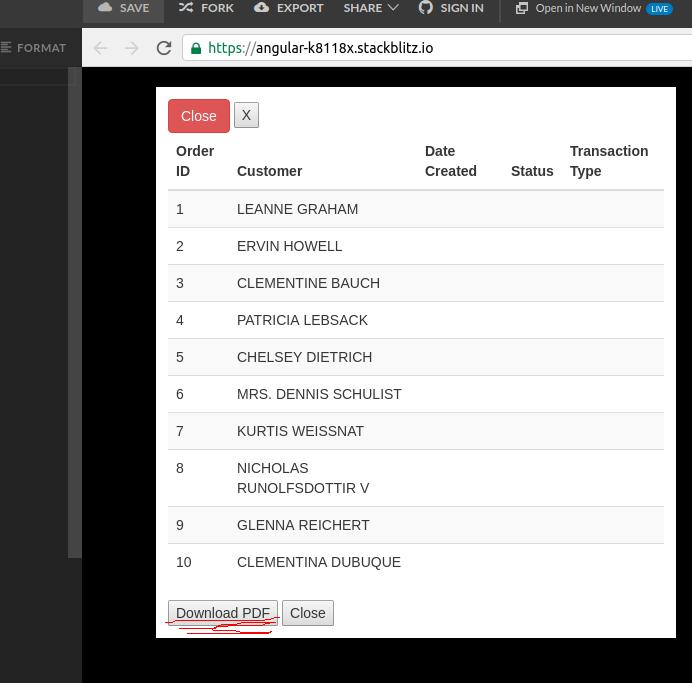 SAVE FORK EXPORT SHARE SIGN IN Open in New Window LIVE
FORMAT
https://angular-k8118x.stackblitz.io
Close X
Order ID Customer Date Created Status Transaction Type
1 LEANNE GRAHAM
2 ERVIN HOWELL
3 CLEMENTINE BAUCH
4 PATRICIA LEBSACK
5 CHELSEY DIETRICH
6 MRS. DENNIS SCHULIST
7 KURTIS WEISSNAT
8 NICHOLAS
RUNOLFSDOTTIR V
9 GLENNA REICHERT
10 CLEMENTINA DUBUQUE
Download PDF Close